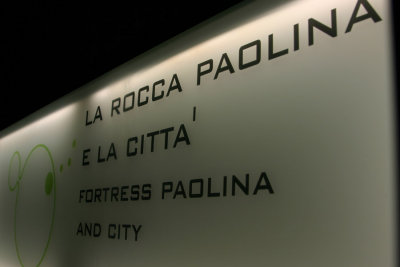 LA ROCCA PAOLINA
E LA CITTA'
FORTRESS PAOLINA
AND CITY